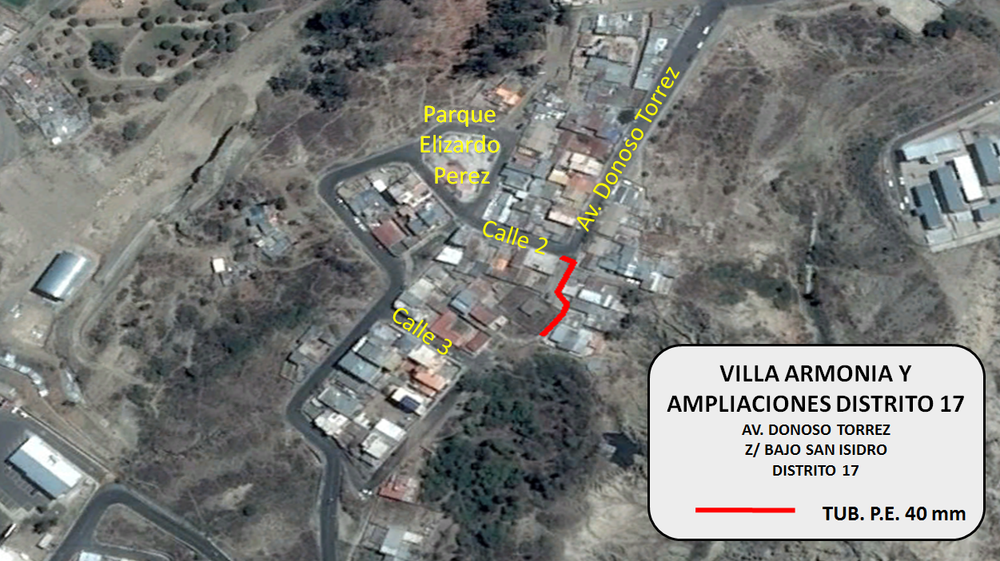 Parque
Elizardo
Perez
Av. Donoso Torrez
Calle 2
Calle 3
VILLA ARMONIA Y
AMPLIACIONES DISTRITO 17
AV. DONOSO TORREZ
Z/ BAJO SAN ISIDRO
DISTRITO 17
TUB. P.E. 40 mm